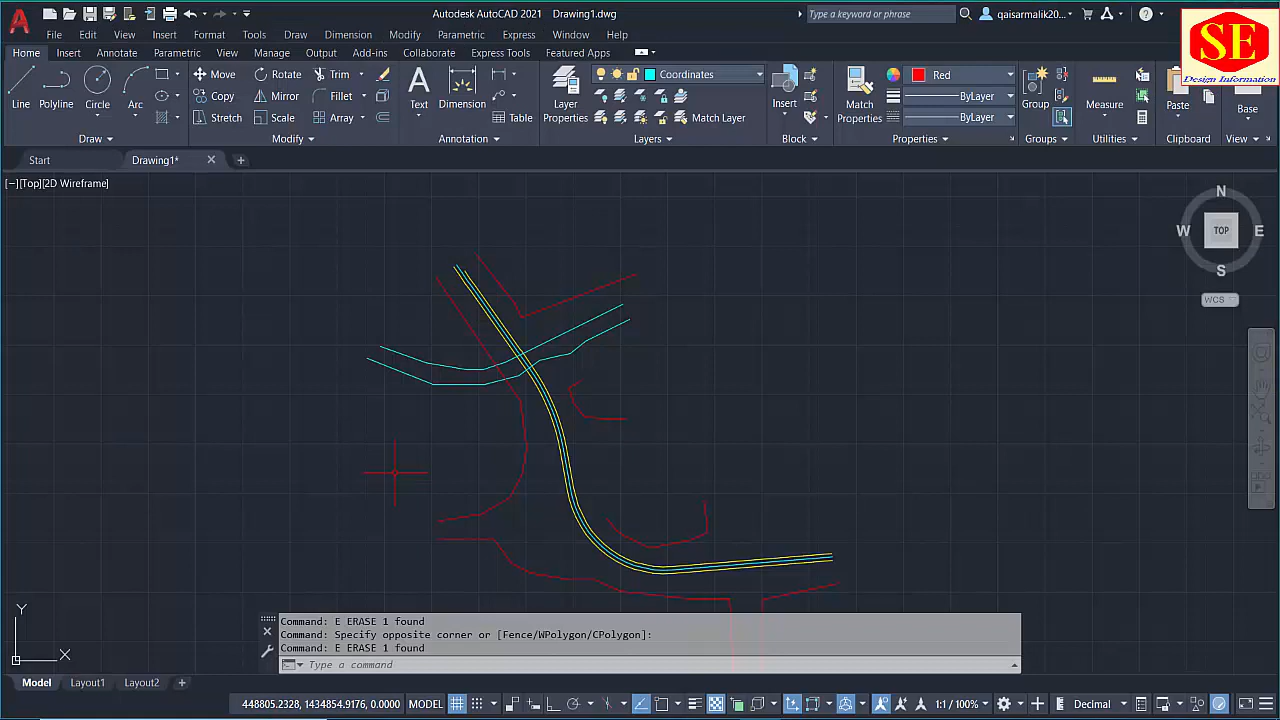 Autodesk AutoCAD 2021 Drawing1.dwg
Type a keyword or phrase
qaisarmalik20...
File Edit View Insert Format Tools Draw Dimension Modify Parametric Express Window Help
Home Insert Annotate Parametric View Manage Output Add-ins Collaborate Express Tools Featured Apps
SE
Design Information
Line Polyline Circle Arc
Move Rotate Trim
Copy Mirror Fillet
Stretch Scale Array
Text Dimension Table
Layer Properties
Coordinates
Match Layer
Insert
Match Properties
Red
ByLayer
ByLayer
Group Measure Paste Base
Draw Modify Annotation Layers Block Properties Groups Utilities Clipboard View
Start Drawing1*
[−][Top][2D Wireframe]
N
W TOP E
S
WCS
Y
X
Command: E ERASE 1 found
Command: Specify opposite corner or [Fence/WPolygon/CPolygon]:
Command: E ERASE 1 found
Type a command
Model Layout1 Layout2
448805.2328, 1434854.9176, 0.0000 MODEL 1:1 / 100% Decimal